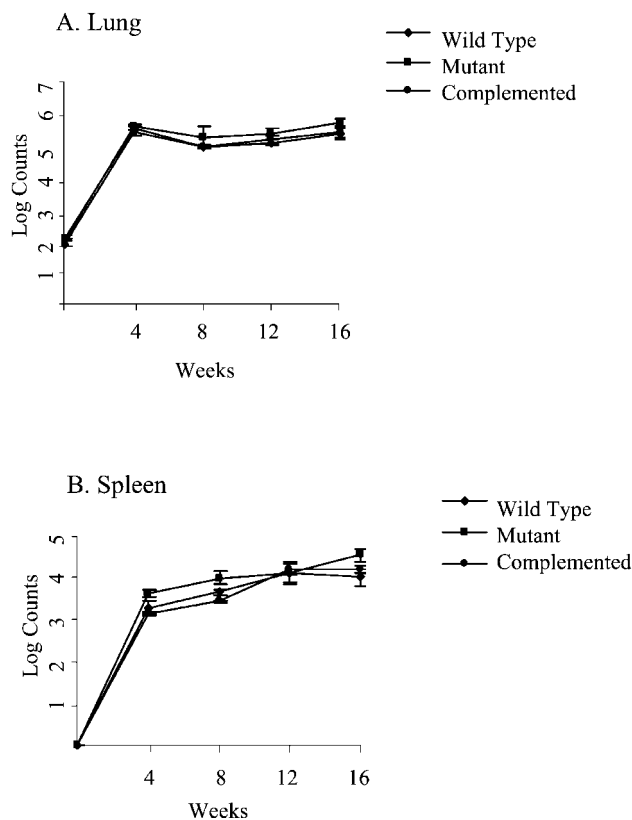 A. Lung
Wild Type
Mutant
Complemented
7
6
5
4
3
2
1
Log Counts
4 8 12 16
Weeks
B. Spleen
Wild Type
Mutant
Complemented
5
4
3
2
1
Log Counts
4 8 12 16
Weeks